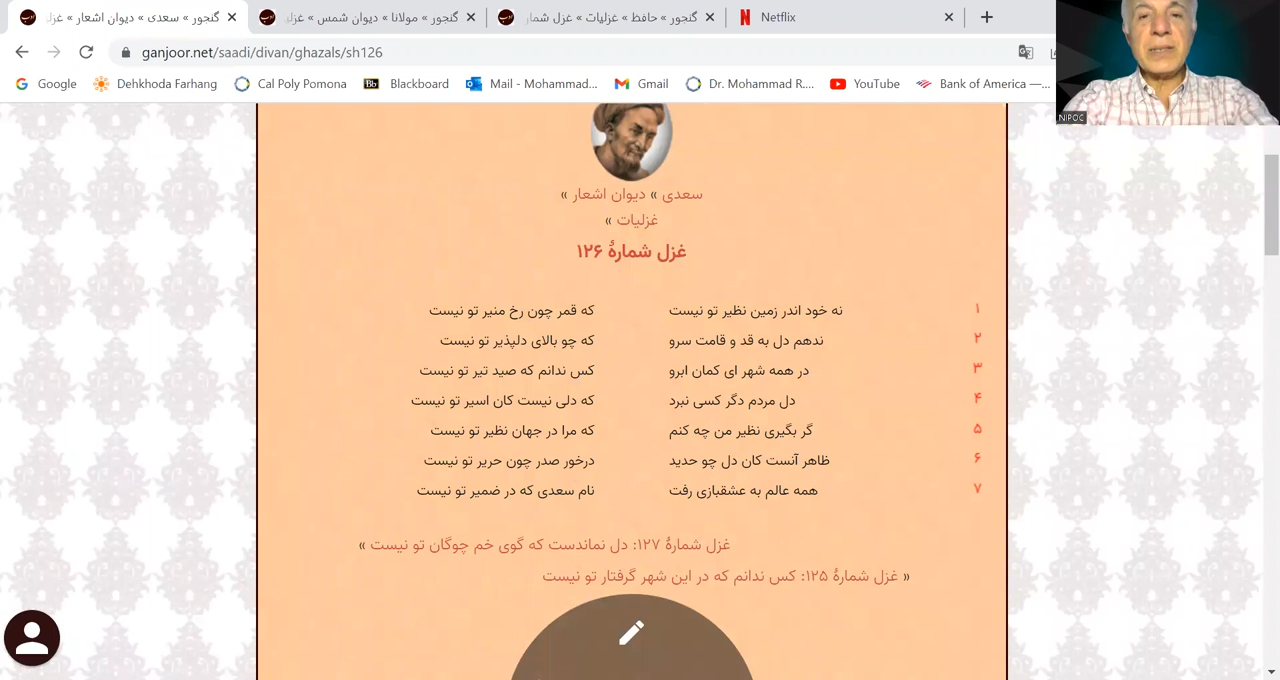 گنجور » سعدی » دیوان اشعار » غزل
گنجور » مولانا » دیوان شمس » غزل
گنجور » حافظ » غزلیات » غزل شمار
Netflix
ganjoor.net/saadi/divan/ghazals/sh126
Google Dehkhoda Farhang Cal Poly Pomona Bb Blackboard Mail - Mohammad... Gmail Dr. Mohammad R.... YouTube Bank of America —...
NIPOC
سعدی » دیوان اشعار »
غزلیات »
غزل شمارهٔ ۱۲۶
۱ نه خود اندر زمین نظیر تو نیست که قمر چون رخ منیر تو نیست
۲ ندهم دل به قد و قامت سرو که چو بالای دلپذیر تو نیست
۳ در همه شهر ای کمان ابرو کس ندانم که صید تیر تو نیست
۴ دل مردم دگر کسی نبرد که دلی نیست کان اسیر تو نیست
۵ گر بگیری نظیر من چه کنم که مرا در جهان نظیر تو نیست
۶ ظاهر آنست کان دل چو حدید درخور صدر چون حریر تو نیست
۷ همه عالم به عشقبازی رفت نام سعدی که در ضمیر تو نیست
غزل شمارهٔ ۱۲۷: دل نماندست که گوی خم چوگان تو نیست »
« غزل شمارهٔ ۱۲۵: کس ندانم که در این شهر گرفتار تو نیست